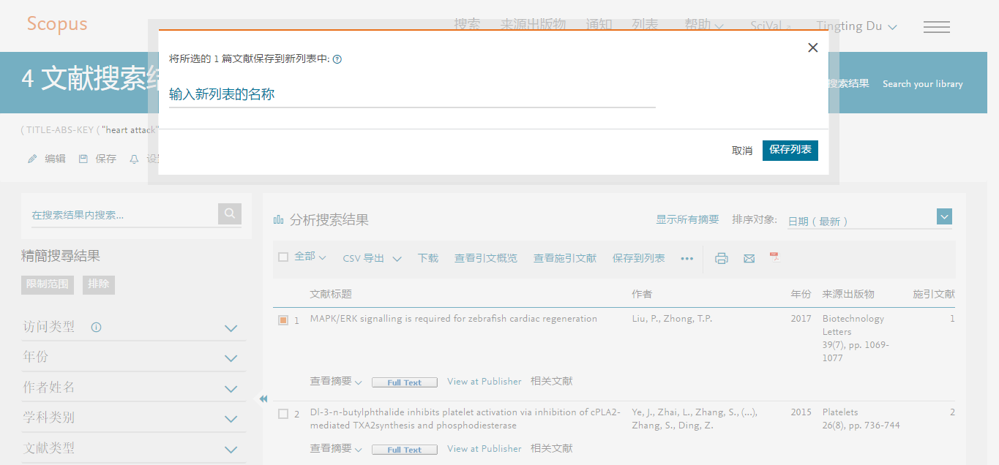 Scopus
搜索 来源出版物 通知 列表 帮助 SciVal Tingting Du
将所选的 1 篇文献保存到新列表中:
输入新列表的名称
取消 保存列表
4 文献搜索结
搜索结果 Search your library
( TITLE-ABS-KEY ( "heart attack"
编辑 保存
在搜索结果内搜索...
精簡搜尋結果
限制范围 排除
访问类型
年份
作者姓名
学科类别
文献类型
分析搜索结果 显示所有摘要 排序对象: 日期 ( 最新 )
全部 CSV 导出 下载 查看引文概览 查看施引文献 保存到列表 •••
文献标题 作者 年份 来源出版物 施引文献
1 MAPK/ERK signalling is required for zebrafish cardiac regeneration Liu, P., Zhong, T.P. 2017 Biotechnology 1
Letters
39(7), pp. 1069-
1077
查看摘要 Full Text View at Publisher 相关文献
2 Dl-3-n-butylphthalide inhibits platelet activation via inhibition of cPLA2- Ye, J., Zhai, L., Zhang, S., (...), 2015 Platelets 2
mediated TXA2synthesis and phosphodiesterase Zhang, S., Ding, Z. 26(8), pp. 736-744
查看摘要 Full Text View at Publisher 相关文献